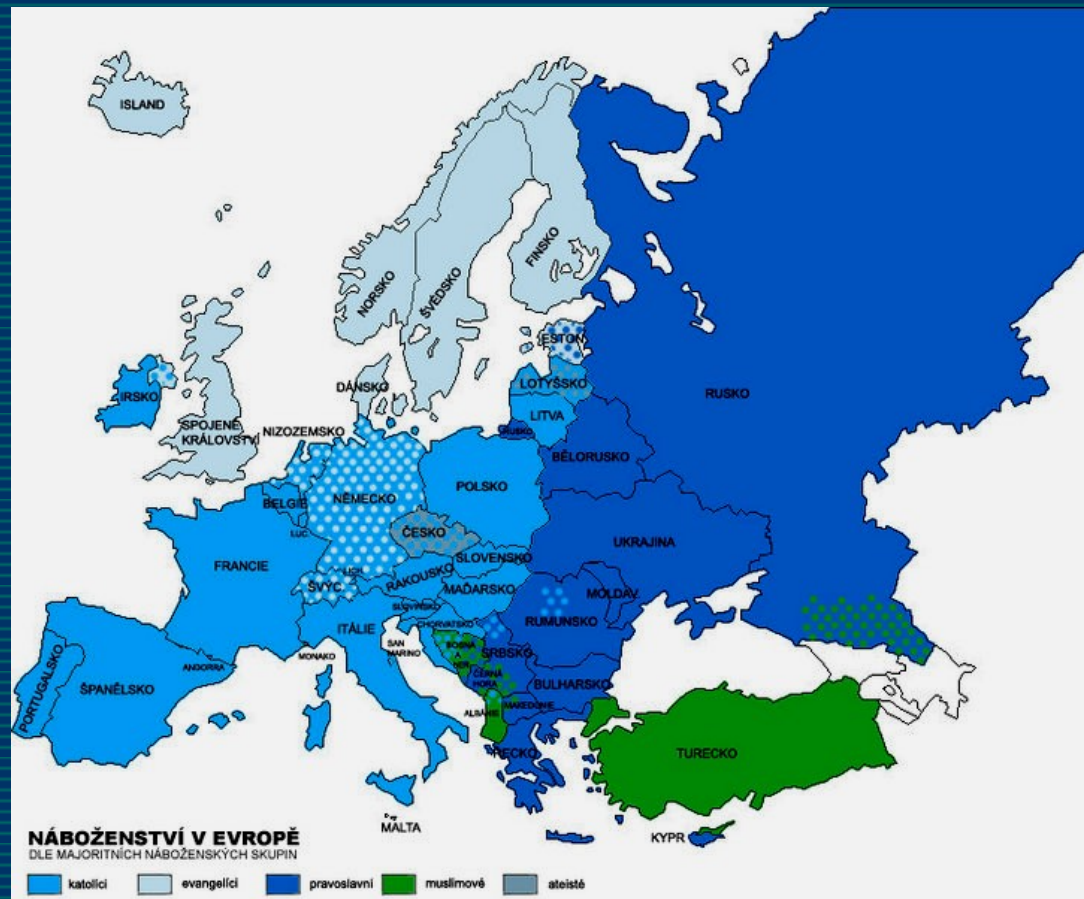 ISLAND
NORSKO
ŠVÉDSKO
FINSKO
ESTON
DÁNSKO
LOTYŠSKO
LITVA
RUSKO
RUSKO
IRSKO
SPOJENÉ
KRÁLOVSTVÍ
NIZOZEMSKO
BĚLORUSKO
BELGIE
NĚMECKO
POLSKO
LUC.
ČESKO
UKRAJINA
FRANCIE
SLOVENSKO
LICH.
ŠVÝC.
RAKOUSKO
MAĎARSKO
MOLDAV.
SLOVINSKO
RUMUNSKO
CHORVATSKO
ITÁLIE
SAN
MARINO
BOSNA
A
HER.
SRBSKO
MONAKO
ANDORRA
ČERNÁ
HORA
BULHARSKO
PORTUGALSKO
ŠPANĚLSKO
ALBÁNIE
MAKEDONIE
ŘECKO
TURECKO
MALTA
KYPR
NÁBOŽENSTVÍ V EVROPĚ
DLE MAJORITNÍCH NÁBOŽENSKÝCH SKUPIN
katolíci evangelíci pravoslavní muslimové ateisté